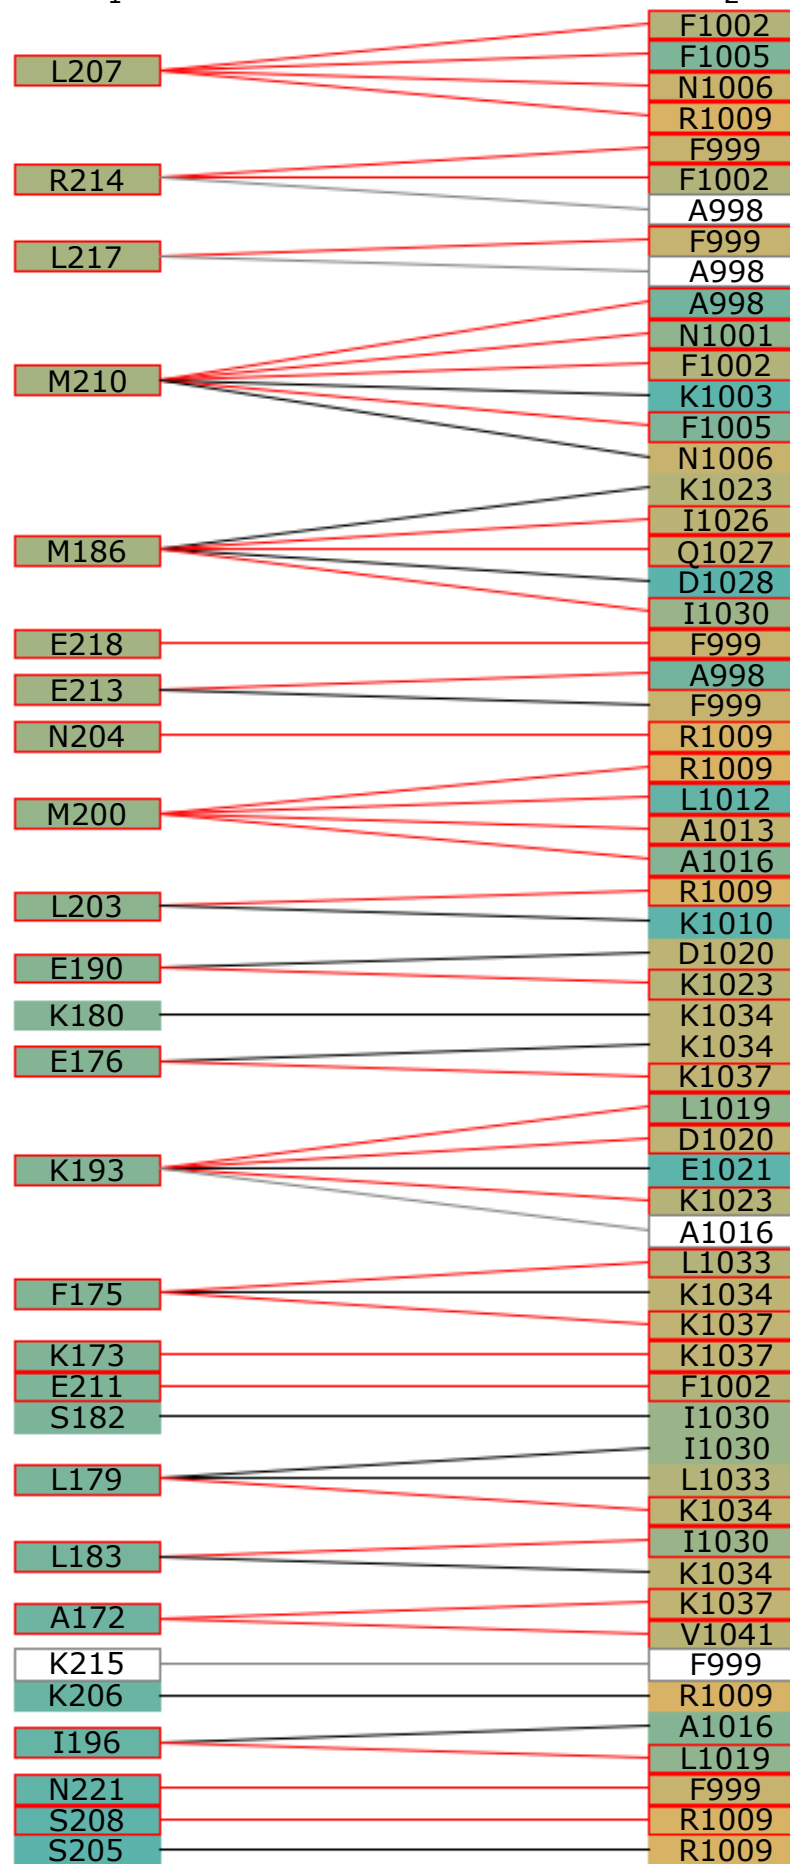 1 2
F1002
L207 F1005
N1006
R1009
F999
R214 F1002
A998
L217 F999
A998
A998
N1001
M210 F1002
K1003
F1005
N1006
K1023
I1026
M186 Q1027
D1028
I1030
E218 F999
E213 A998
F999
N204 R1009
R1009
M200 L1012
A1013
A1016
L203 R1009
K1010
E190 D1020
K1023
K180 K1034
E176 K1034
K1037
L1019
D1020
K193 E1021
K1023
A1016
L1033
F175 K1034
K1037
K173 K1037
E211 F1002
S182 I1030
I1030
L179 L1033
K1034
L183 I1030
K1034
A172 K1037
V1041
K215 F999
K206 R1009
I196 A1016
L1019
N221 F999
S208 R1009
S205 R1009